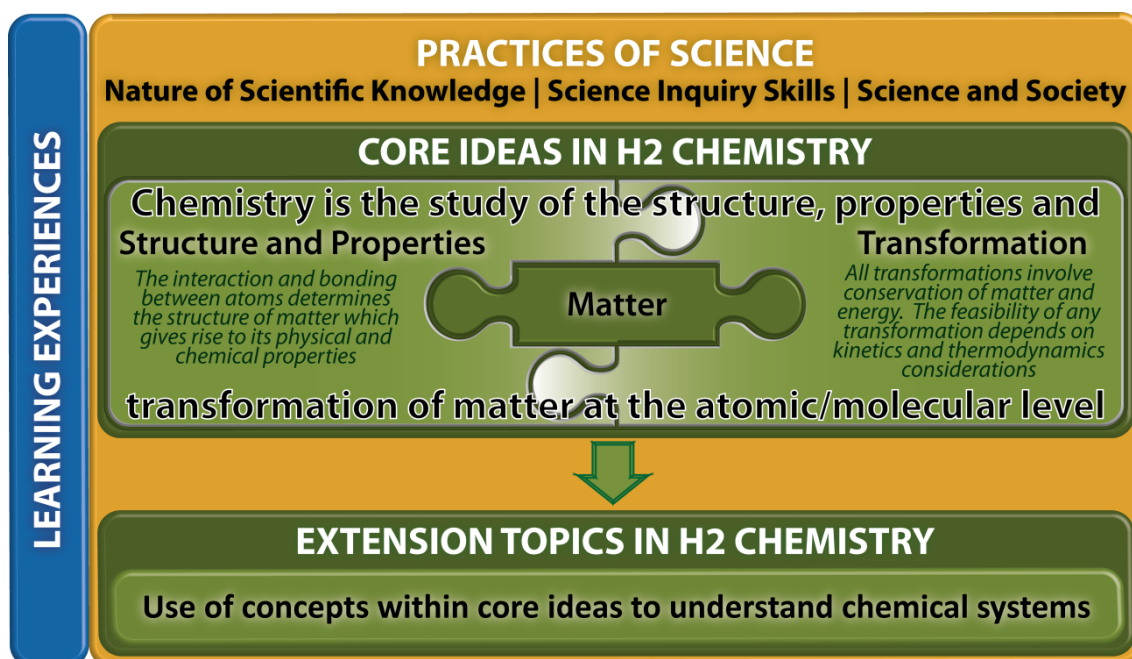 LEARNING EXPERIENCES
PRACTICES OF SCIENCE
Nature of Scientific Knowledge | Science Inquiry Skills | Science and Society
CORE IDEAS IN H2 CHEMISTRY
Chemistry is the study of the structure, properties and
Structure and Properties
The interaction and bonding
between atoms determines
the structure of matter which
gives rise to its physical and
chemical properties
Matter
Transformation
All transformations involve
conservation of matter and
energy. The feasibility of any
transformation depends on
kinetics and thermodynamics
considerations
transformation of matter at the atomic/molecular level
EXTENSION TOPICS IN H2 CHEMISTRY
Use of concepts within core ideas to understand chemical systems